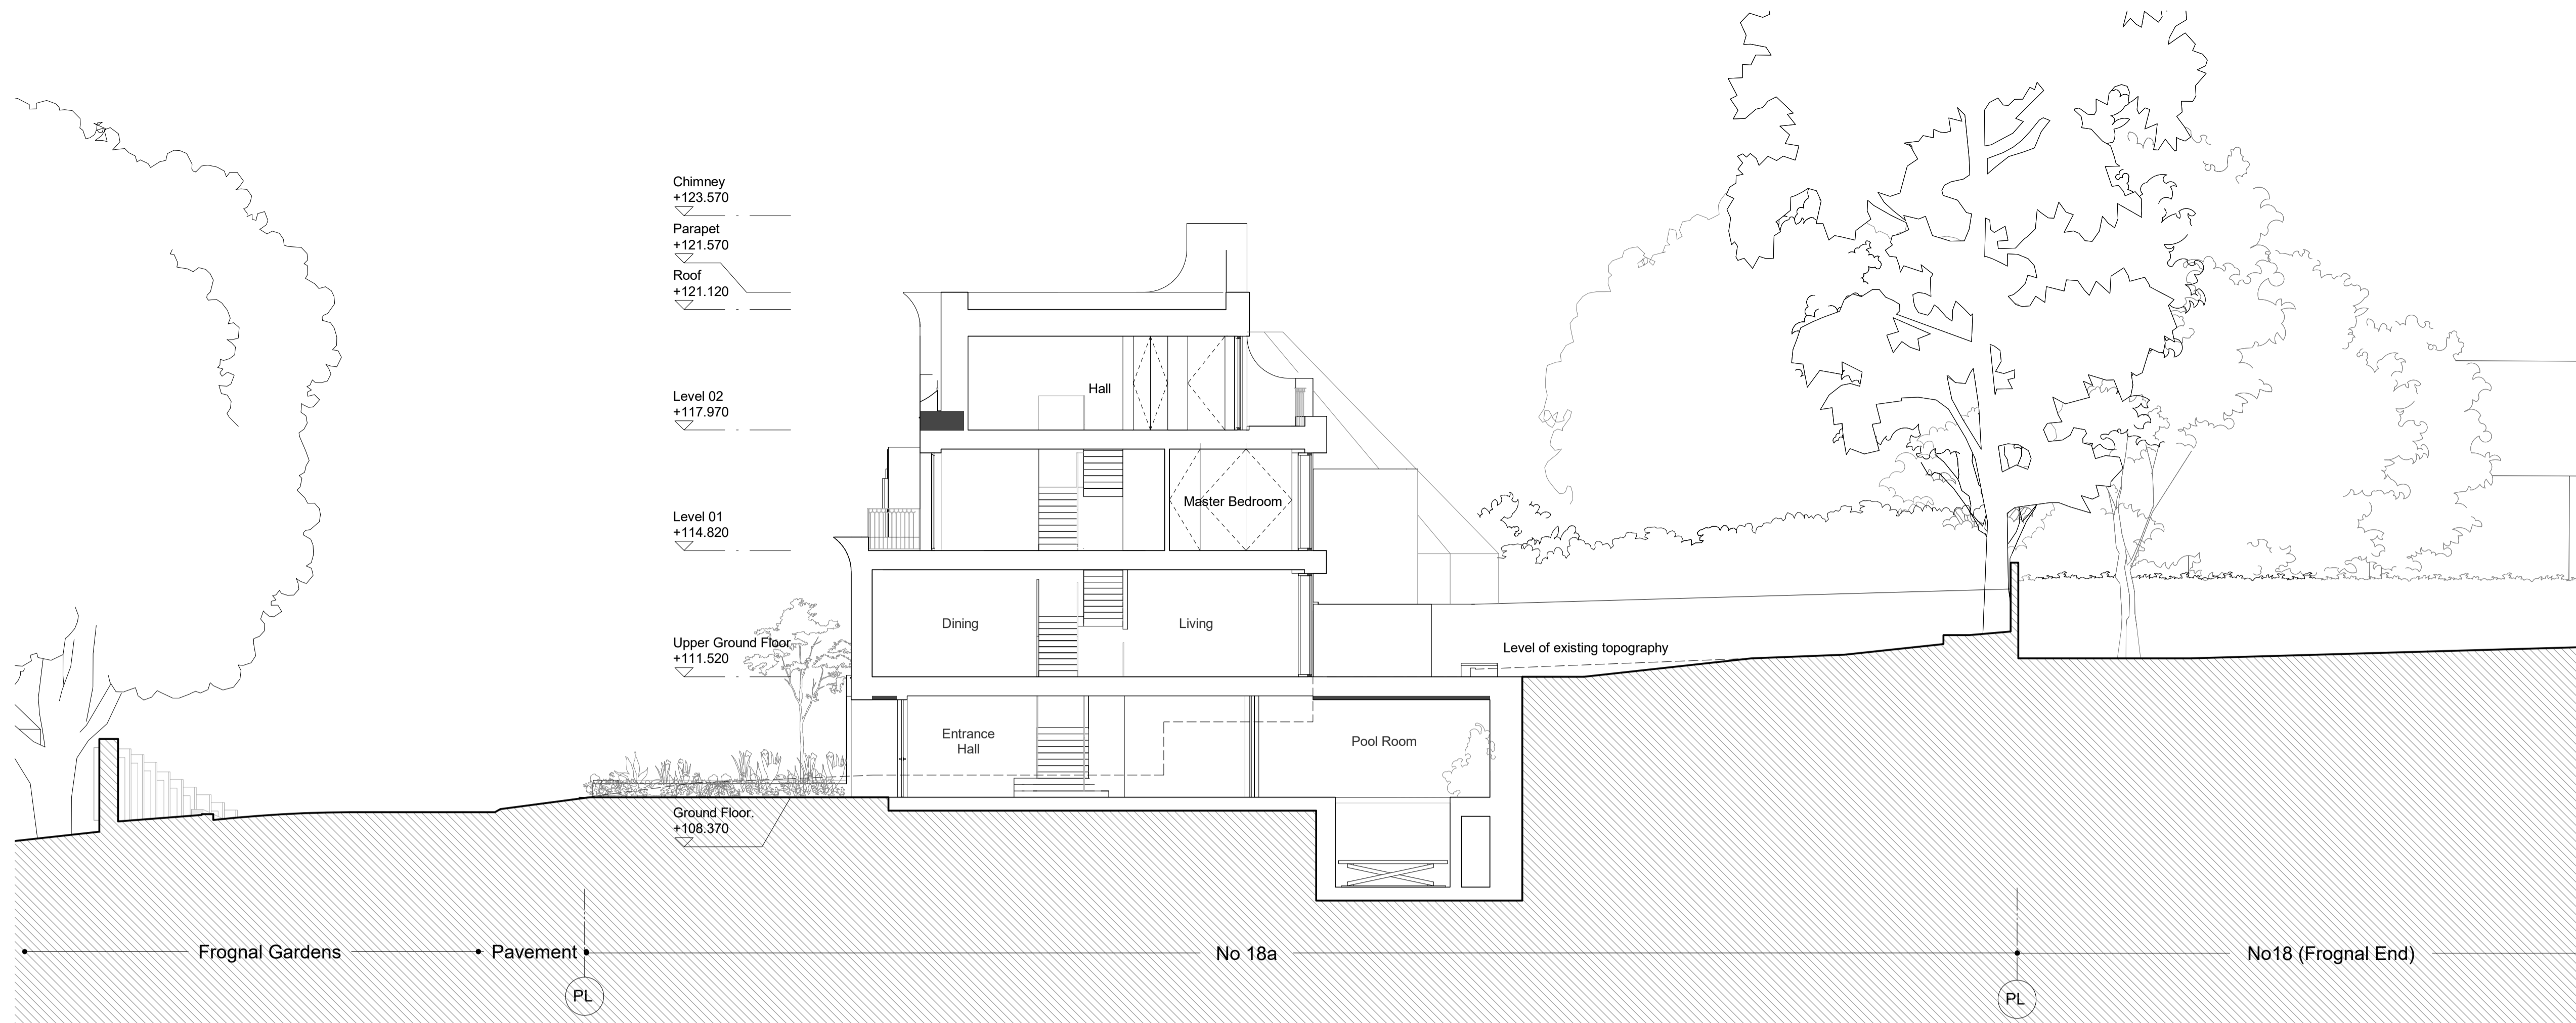 Chimney
+123.570
Parapet
+121.570
Roof
+121.120
Level 02
+117.970
Hall
Level 01
+114.820
Master Bedroom
Upper Ground Floor
+111.520
Dining
Living
Level of existing topography
Entrance
Hall
Pool Room
Ground Floor.
+108.370
Frognal Gardens
Pavement
No 18a
No18 (Frognal End)
PL
PL